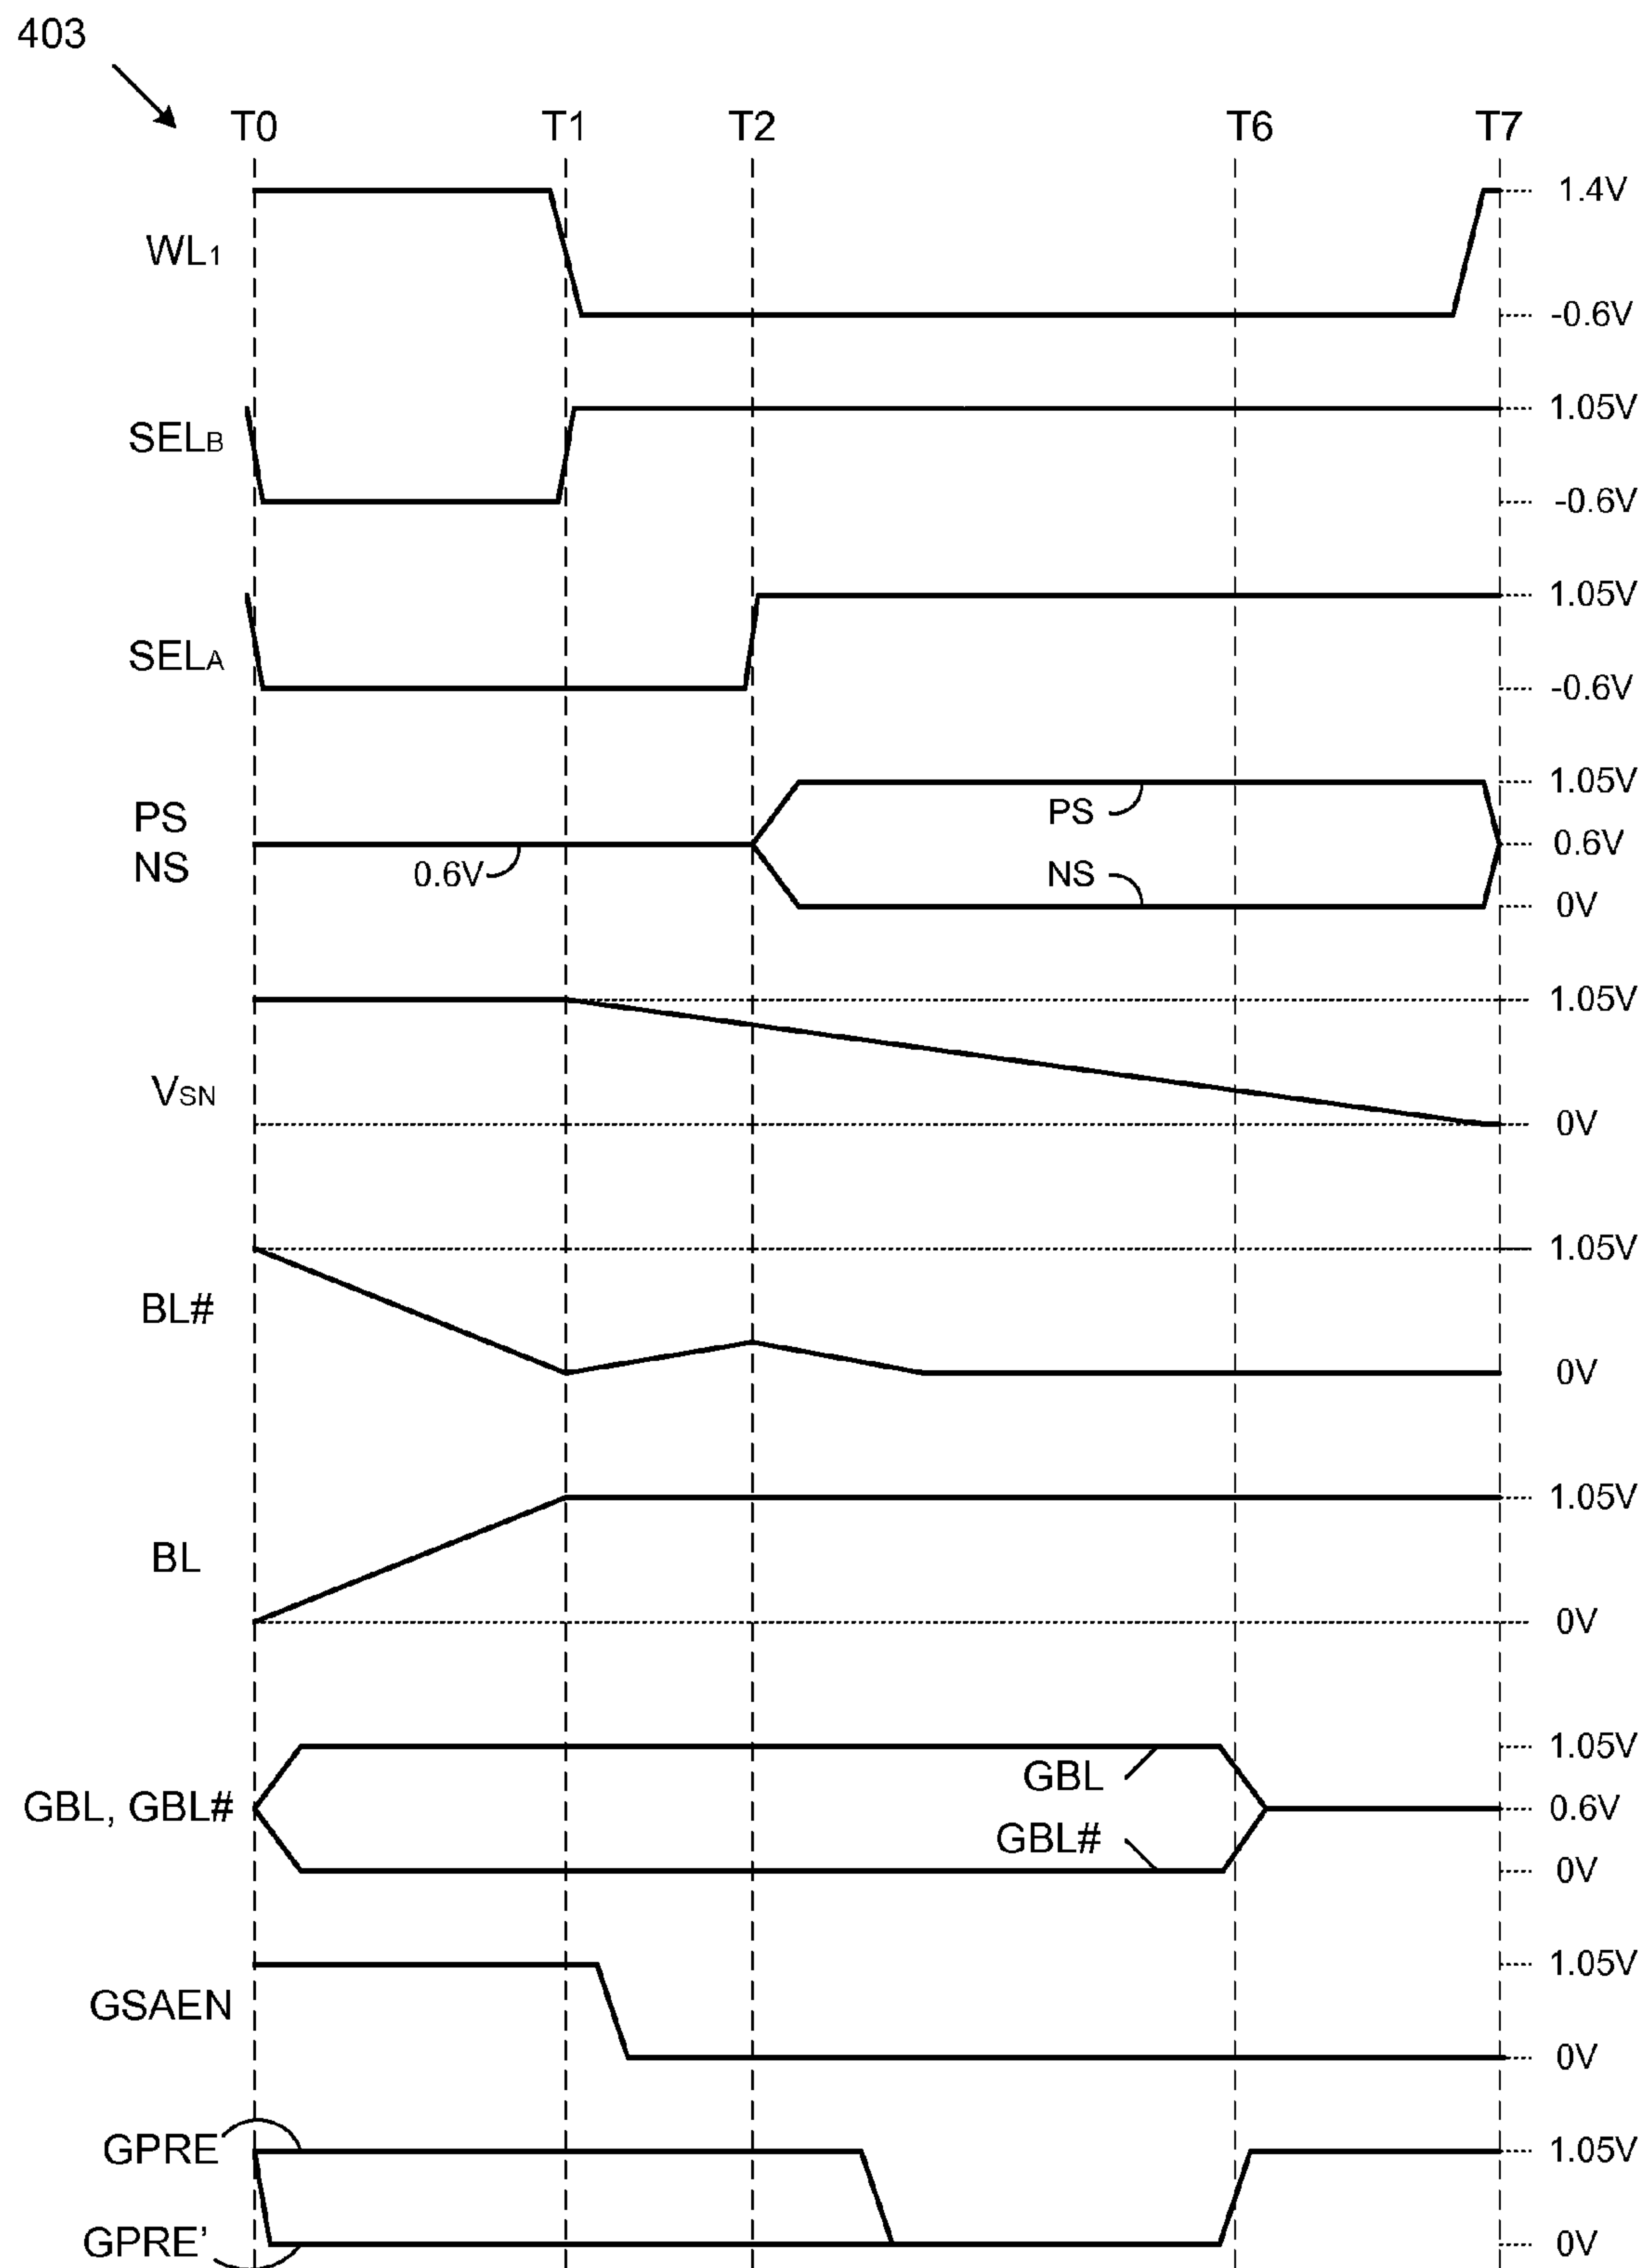 403
T0 T1 T2 T6 T7
1.4V
WL1
-0.6V
1.05V
SELB
-0.6V
1.05V
SELA
-0.6V
1.05V
PS
PS
0.6V
NS
0.6V
NS
0V
1.05V
VSN
0V
1.05V
BL#
0V
1.05V
BL
0V
1.05V
GBL
GBL, GBL#
0.6V
GBL#
0V
1.05V
GSAEN
0V
GPRE
1.05V
GPRE'
0V